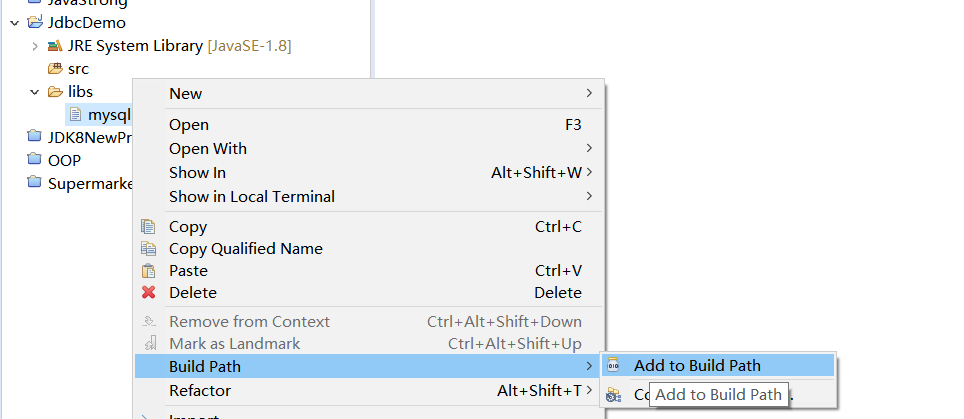 JavaStrong
JdbcDemo
JRE System Library [JavaSE-1.8]
src
libs
mysql
JDK8NewPr
OOP
Supermarke
New
Open F3
Open With
Show In Alt+Shift+W
Show in Local Terminal
Copy Ctrl+C
Copy Qualified Name
Paste Ctrl+V
Delete Delete
Remove from Context Ctrl+Alt+Shift+Down
Mark as Landmark Ctrl+Alt+Shift+Up
Build Path
Refactor Alt+Shift+T
Import
Add to Build Path
Add to Build Path